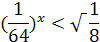 (1/64)^x < √1/8